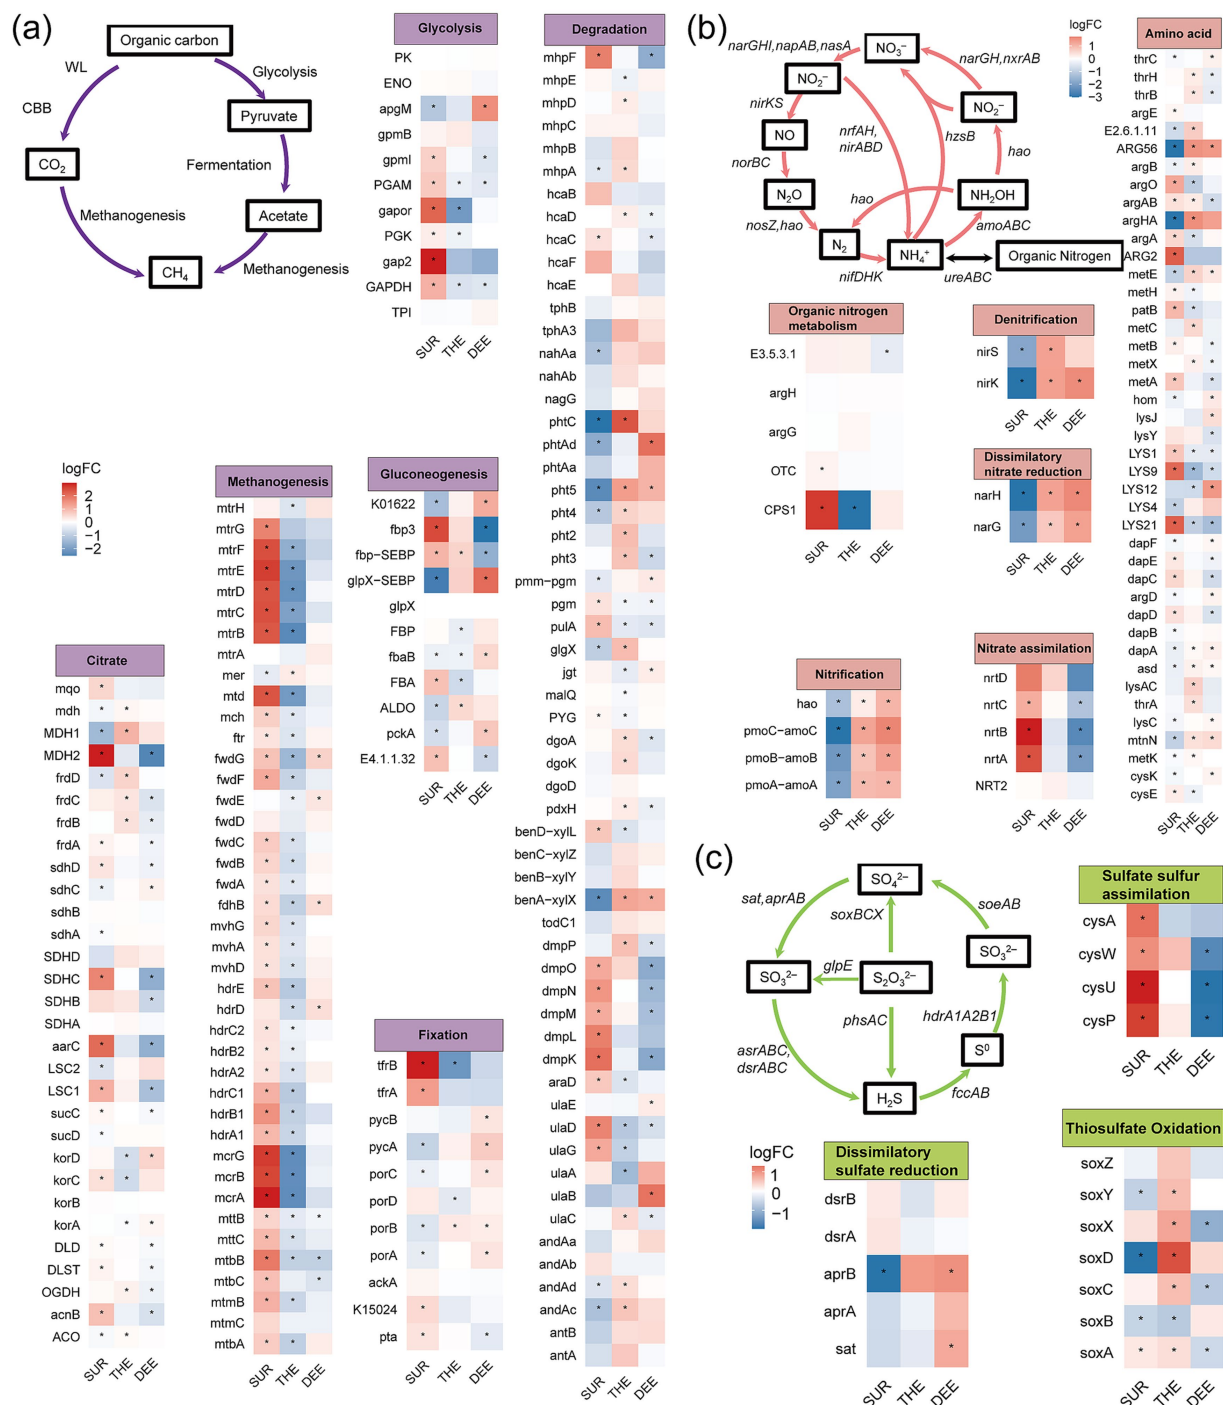 (a)
Organic carbon
WL
Glycolysis
CBB
Pyruvate
CO₂
Fermentation
Methanogenesis
Acetate
CH₄
Methanogenesis
Glycolysis
PK
ENO
apgM
gpmB
gpmI
PGAM
gapor
PGK
gap2
GAPDH
TPI
SUR
THE
DEE
Degradation
mhpF
mhpE
mhpD
mhpC
mhpB
mhpA
hcaB
hcaD
hcaC
hcaF
hcaE
tphB
tphA3
nahAa
nahAb
nagG
phtC
phtAd
phtAa
pht5
pht4
pht2
pht3
pmm−pgm
pgm
pulA
glgX
jgt
malQ
PYG
dgoA
dgoK
dgoD
pdxH
benD−xylL
benC−xylZ
benB−xylY
benA−xylX
todC1
dmpP
dmpO
dmpN
dmpM
dmpL
dmpK
araD
ulaE
ulaD
ulaG
ulaA
ulaB
ulaC
andAa
andAb
andAd
andAc
antB
antA
SUR
THE
DEE
logFC
2
1
0
−1
−2
Methanogenesis
mtrH
mtrG
mtrF
mtrE
mtrD
mtrC
mtrB
mtrA
mer
mtd
mch
ftr
fwdG
fwdF
fwdE
fwdD
fwdC
fwdB
fwdA
fdhB
mvhG
mvhA
mvhD
hdrE
hdrD
hdrC2
hdrB2
hdrA2
hdrC1
hdrB1
hdrA1
mcrG
mcrB
mcrA
mttB
mttC
mtbB
mtbC
mtmB
mtmC
mtbA
SUR
THE
DEE
Gluconeogenesis
K01622
fbp3
fbp−SEBP
glpX−SEBP
glpX
FBP
fbaB
FBA
ALDO
pckA
E4.1.1.32
SUR
THE
DEE
Citrate
mqo
mdh
MDH1
MDH2
frdD
frdC
frdB
frdA
sdhD
sdhC
sdhB
sdhA
SDHD
SDHC
SDHB
SDHA
aarC
LSC2
LSC1
sucC
sucD
korD
korC
korB
korA
DLD
DLST
OGDH
acnB
ACO
SUR
THE
DEE
Fixation
tfrB
tfrA
pycB
pycA
porC
porD
porB
porA
ackA
K15024
pta
SUR
THE
DEE
(b)
narGHI, napAB, nasA
NO₃⁻
narGH, nxrAB
NO₂⁻
NO₂⁻
nirKS
NO
nrfAH,
nirABD
hzsB
hao
norBC
N₂O
hao
NH₂OH
nosZ, hao
N₂
NH₄⁺
amoABC
Organic Nitrogen
nifDHK
ureABC
logFC
1
0
−1
−2
−3
Amino acid
thrC
thrH
thrB
argE
E2.6.1.11
ARG56
argB
argO
argAB
argHA
argA
ARG2
metE
metH
patB
metC
metB
metX
metA
hom
lysJ
lysY
LYS1
LYS9
LYS12
LYS4
LYS21
dapF
dapE
dapC
argD
dapD
dapB
dapA
asd
lysAC
thrA
lysC
mtnN
metK
cysK
cysE
SUR
THE
DEE
Organic nitrogen
metabolism
E3.5.3.1
argH
argG
OTC
CPS1
SUR
THE
DEE
Denitrification
nirS
nirK
SUR
THE
DEE
Dissimilatory
nitrate reduction
narH
narG
SUR
THE
DEE
Nitrification
hao
pmoC−amoC
pmoB−amoB
pmoA−amoA
SUR
THE
DEE
Nitrate assimilation
nrtD
nrtC
nrtB
nrtA
NRT2
SUR
THE
DEE
(c)
SO₄²⁻
sat, aprAB
soxBCX
soeAB
SO₃²⁻
glpE
S₂O₃²⁻
SO₃²⁻
phsAC
hdrA1A2B1
asrABC,
dsrABC
S⁰
H₂S
fccAB
Sulfate sulfur
assimilation
cysA
cysW
cysU
cysP
SUR
THE
DEE
logFC
1
0
−1
Dissimilatory
sulfate reduction
dsrB
dsrA
aprB
aprA
sat
SUR
THE
DEE
Thiosulfate Oxidation
soxZ
soxY
soxX
soxD
soxC
soxB
soxA
SUR
THE
DEE